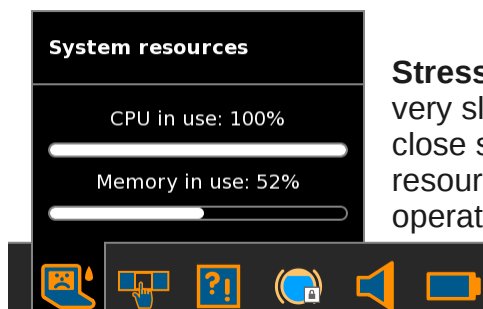 System resources
CPU in use: 100%
Memory in use: 52%
Stress
very sl
close s
resour
operat
?!